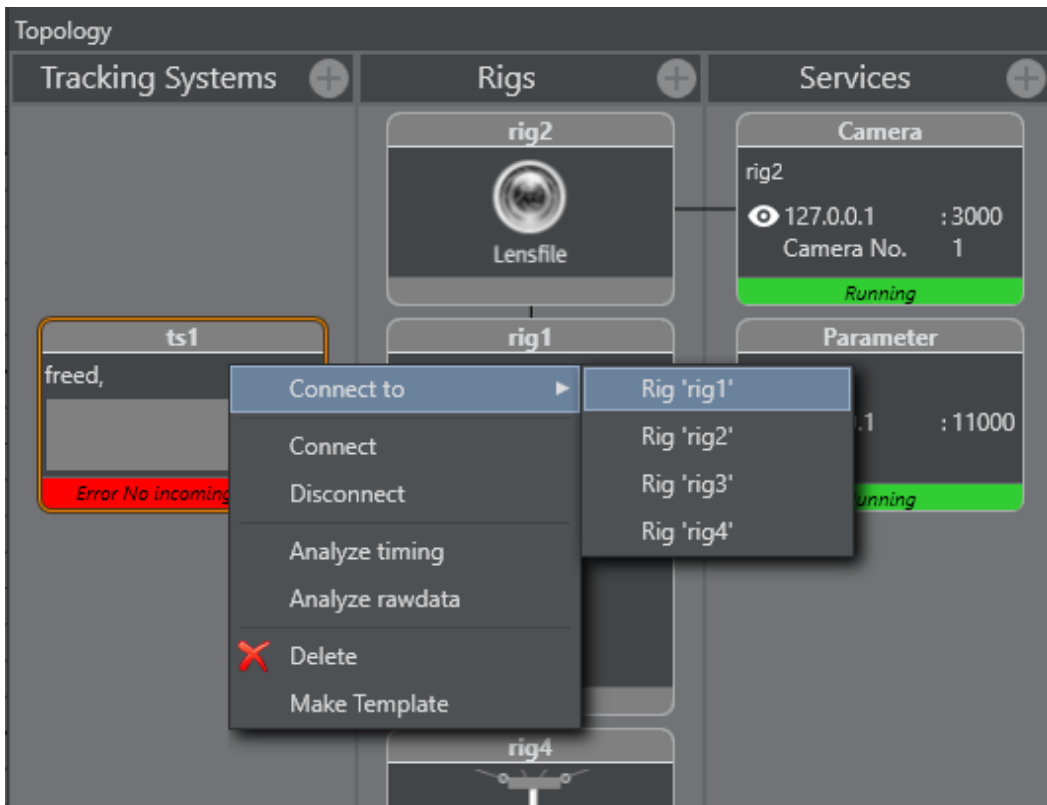 Topology
Tracking Systems
Rigs
Services
rig2
Lensfile
Camera
rig2
127.0.0.1 : 3000
Camera No. 1
Running
ts1
freed,
Error No incoming
rig1
Parameter
.1 : 11000
unning
Connect to
Connect
Disconnect
Analyze timing
Analyze rawdata
Delete
Make Template
Rig 'rig1'
Rig 'rig2'
Rig 'rig3'
Rig 'rig4'
rig4